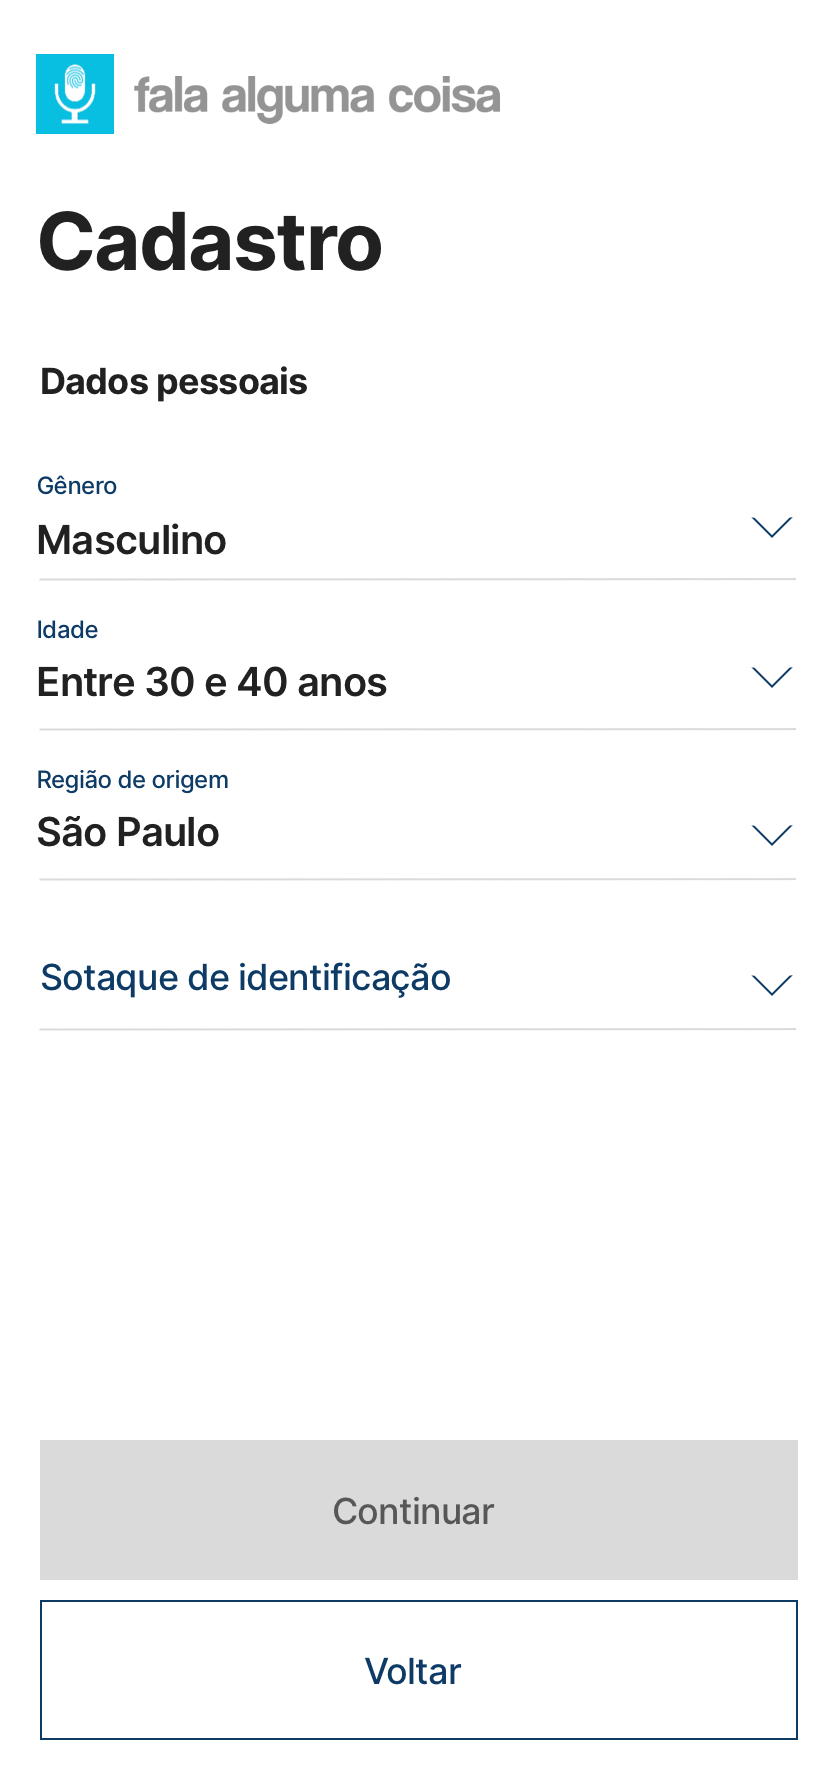 fala alguma coisa
Cadastro
Dados pessoais
Gênero
Masculino
Idade
Entre 30 e 40 anos
Região de origem
São Paulo
Sotaque de identificação
Continuar
Voltar